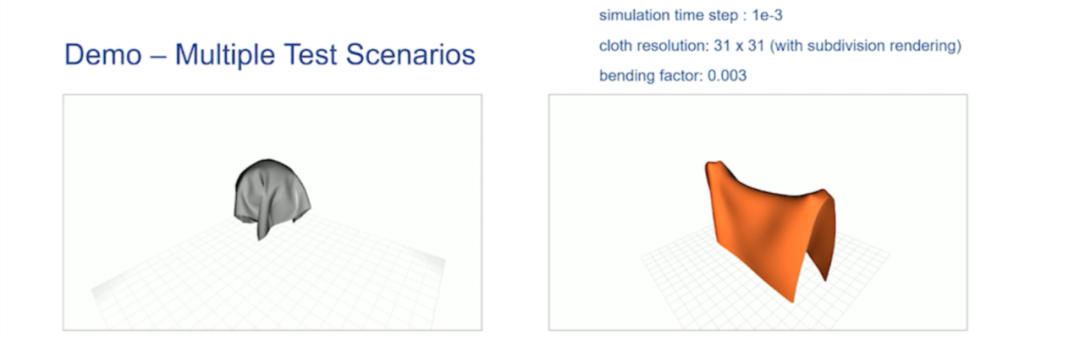 simulation time step : 1e-3
Demo – Multiple Test Scenarios
cloth resolution: 31 x 31 (with subdivision rendering)
bending factor: 0.003